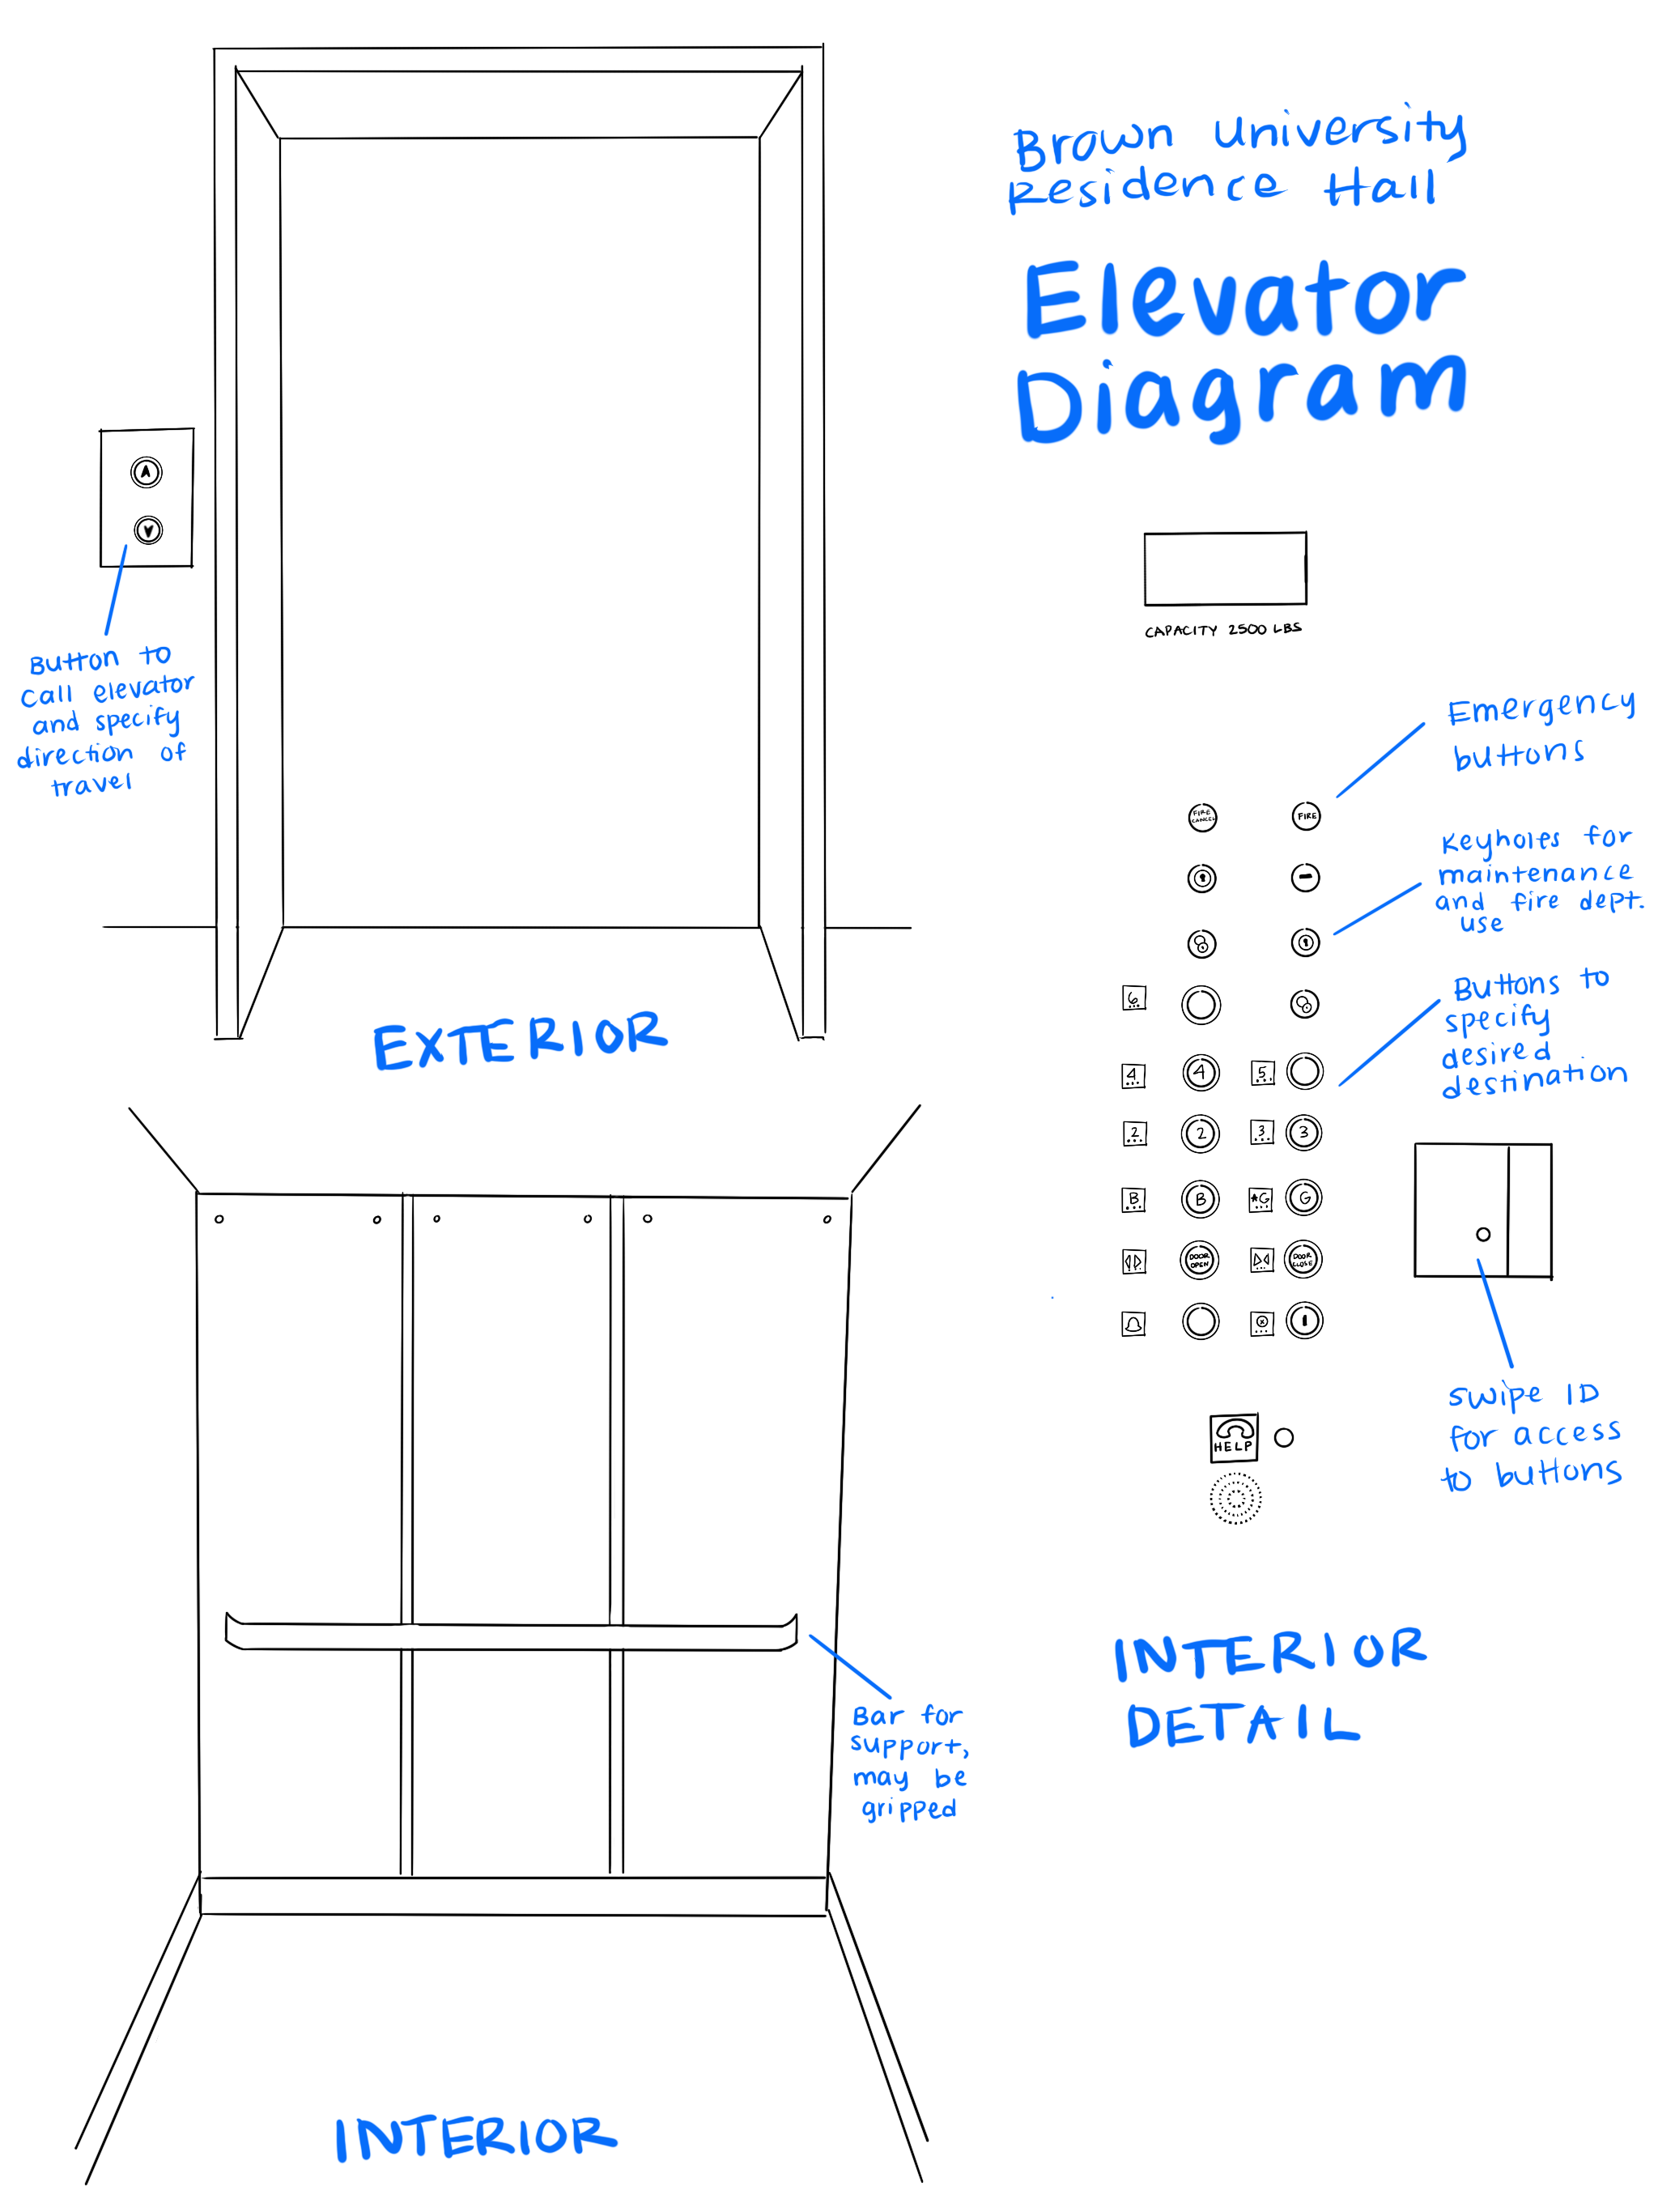 Brown University
Residence Hall
Elevator
Diagram
Button to
call elevator
and specify
direction of
travel
EXTERIOR
CAPACITY 2500 LBS
Emergency
buttons
FIRE
CANCEL
FIRE
Keyholes for
maintenance
and fire dept.
use
6
Buttons to
specify
desired
destination
4 4 5
2 2 3 3
B B *G G
DOOR
OPEN
DOOR
CLOSE
HELP
Swipe ID
for access
to buttons
INTERIOR
DETAIL
Bar for
support,
may be
gripped
INTERIOR